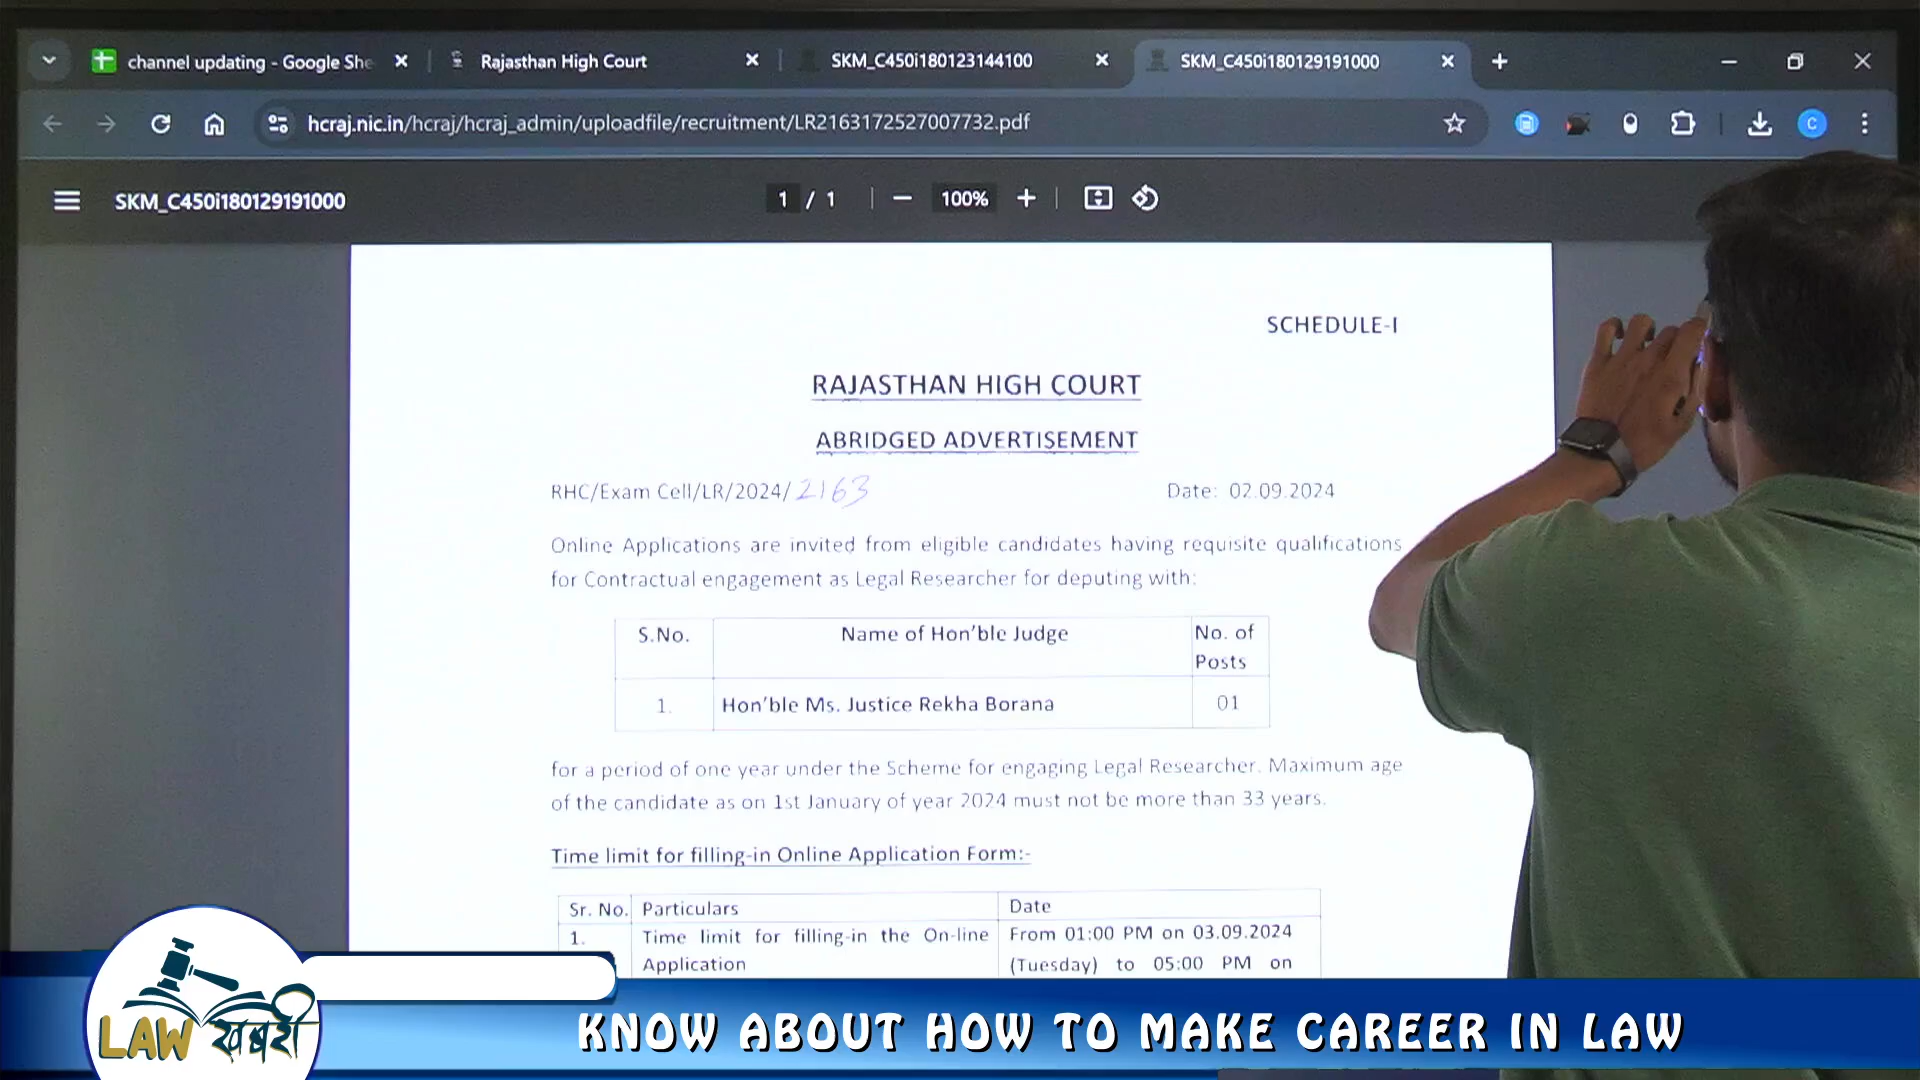 channel updating - Google She
Rajasthan High Court
SKM_C450i180123144100
SKM_C450i180129191000
hcraj.nic.in/hcraj/hcraj_admin/uploadfile/recruitment/LR2163172527007732.pdf
C
SKM_C450i180129191000
1 / 1
100%
SCHEDULE-I
RAJASTHAN HIGH COURT
ABRIDGED ADVERTISEMENT
RHC/Exam Cell/LR/2024/2163 Date: 02.09.2024
Online Applications are invited from eligible candidates having requisite qualifications
for Contractual engagement as Legal Researcher for deputing with:
S.No. Name of Hon'ble Judge No. of
Posts
1. Hon'ble Ms. Justice Rekha Borana 01
for a period of one year under the Scheme for engaging Legal Researcher. Maximum age
of the candidate as on 1st January of year 2024 must not be more than 33 years.
Time limit for filling-in Online Application Form:-
Sr. No. Particulars Date
1. Time limit for filling-in the On-line From 01:00 PM on 03.09.2024
Application (Tuesday) to 05:00 PM on
LAW खबरी
KNOW ABOUT HOW TO MAKE CAREER IN LAW